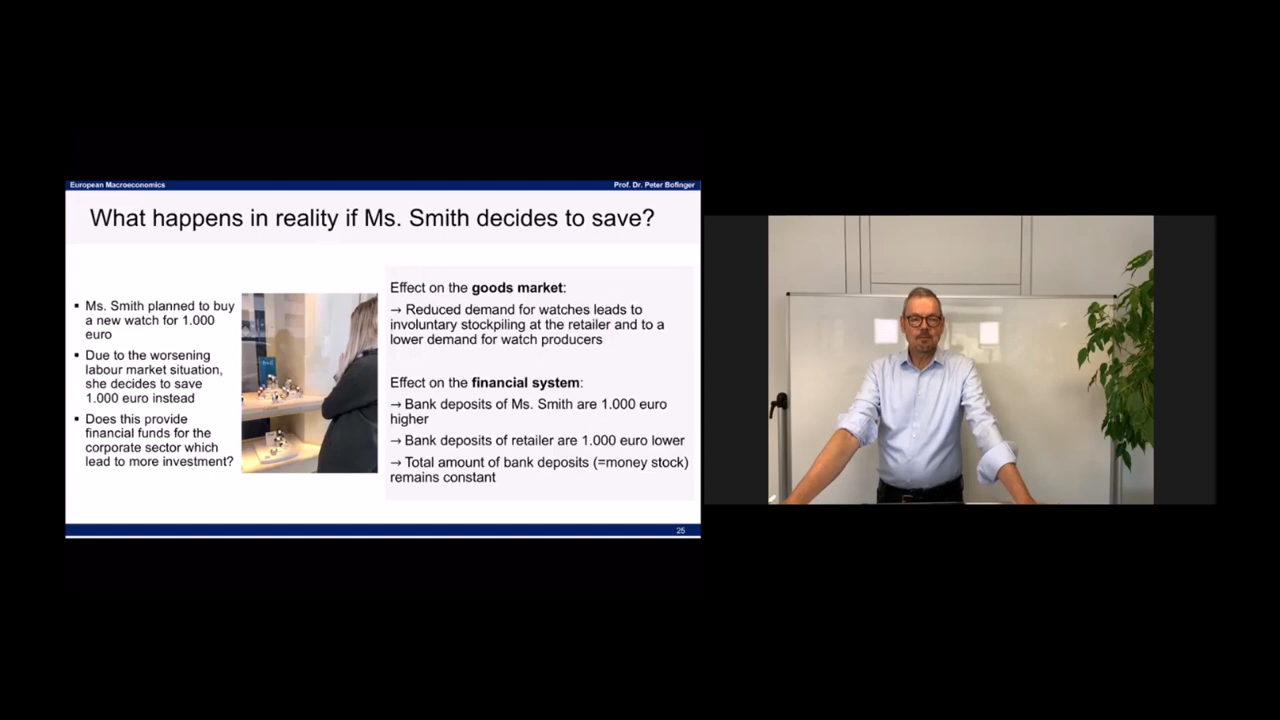 European Macroeconomics
Prof. Dr. Peter Bofinger
What happens in reality if Ms. Smith decides to save?
▪ Ms. Smith planned to buy
a new watch for 1.000
euro
▪ Due to the worsening
labour market situation,
she decides to save
1.000 euro instead
▪ Does this provide
financial funds for the
corporate sector which
lead to more investment?
Effect on the goods market:
→ Reduced demand for watches leads to
involuntary stockpiling at the retailer and to a
lower demand for watch producers
Effect on the financial system:
→ Bank deposits of Ms. Smith are 1.000 euro
higher
→ Bank deposits of retailer are 1.000 euro lower
→ Total amount of bank deposits (=money stock)
remains constant
25